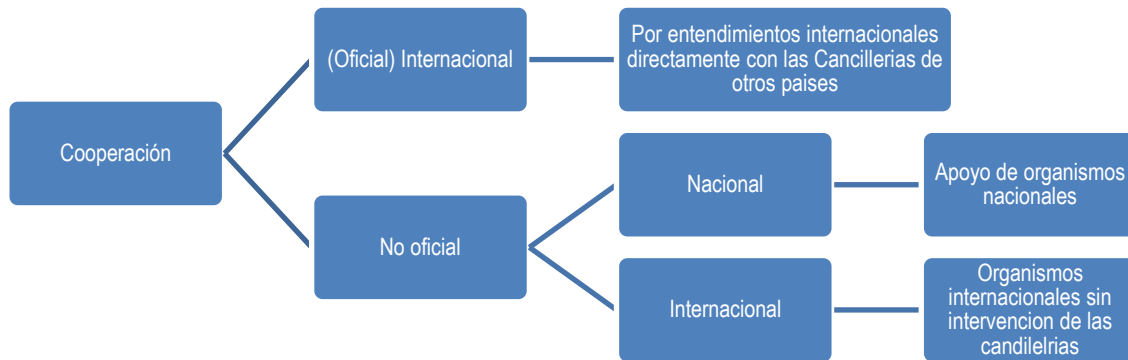 (Oficial) Internacional
Por entendimientos internacionales
directamente con las Cancillerias de
otros paises
Cooperación
Nacional
Apoyo de organismos
nacionales
No oficial
Internacional
Organismos
internacionales sin
intervencion de las
candilelrias